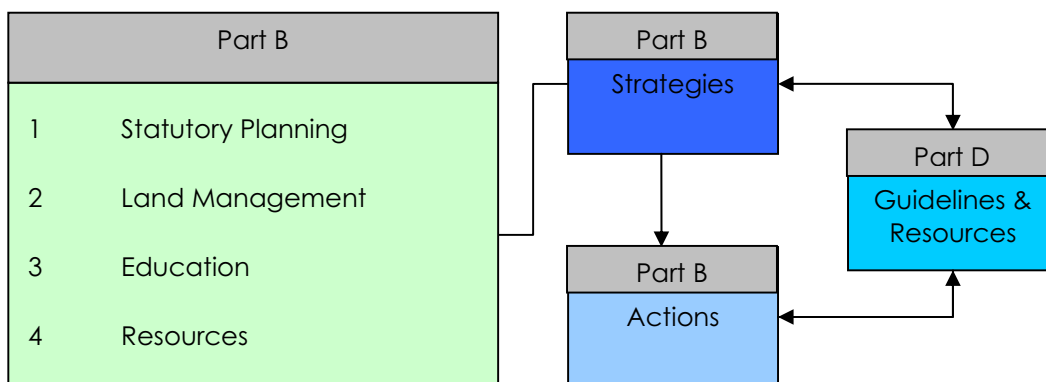 Part B
1 Statutory Planning
2 Land Management
3 Education
4 Resources
Part B
Strategies
Part B
Actions
Part D
Guidelines &
Resources